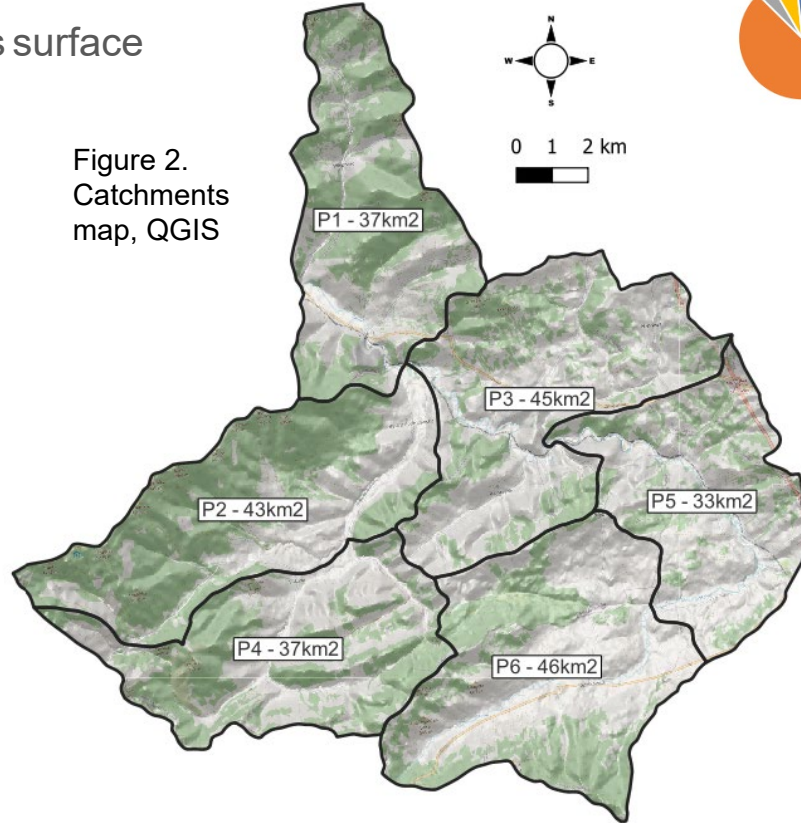 s surface
N
W E
S
0 1 2 km
Figure 2.
Catchments
map, QGIS
P1 - 37km2
P3 - 45km2
P2 - 43km2
P5 - 33km2
P4 - 37km2
P6 - 46km2